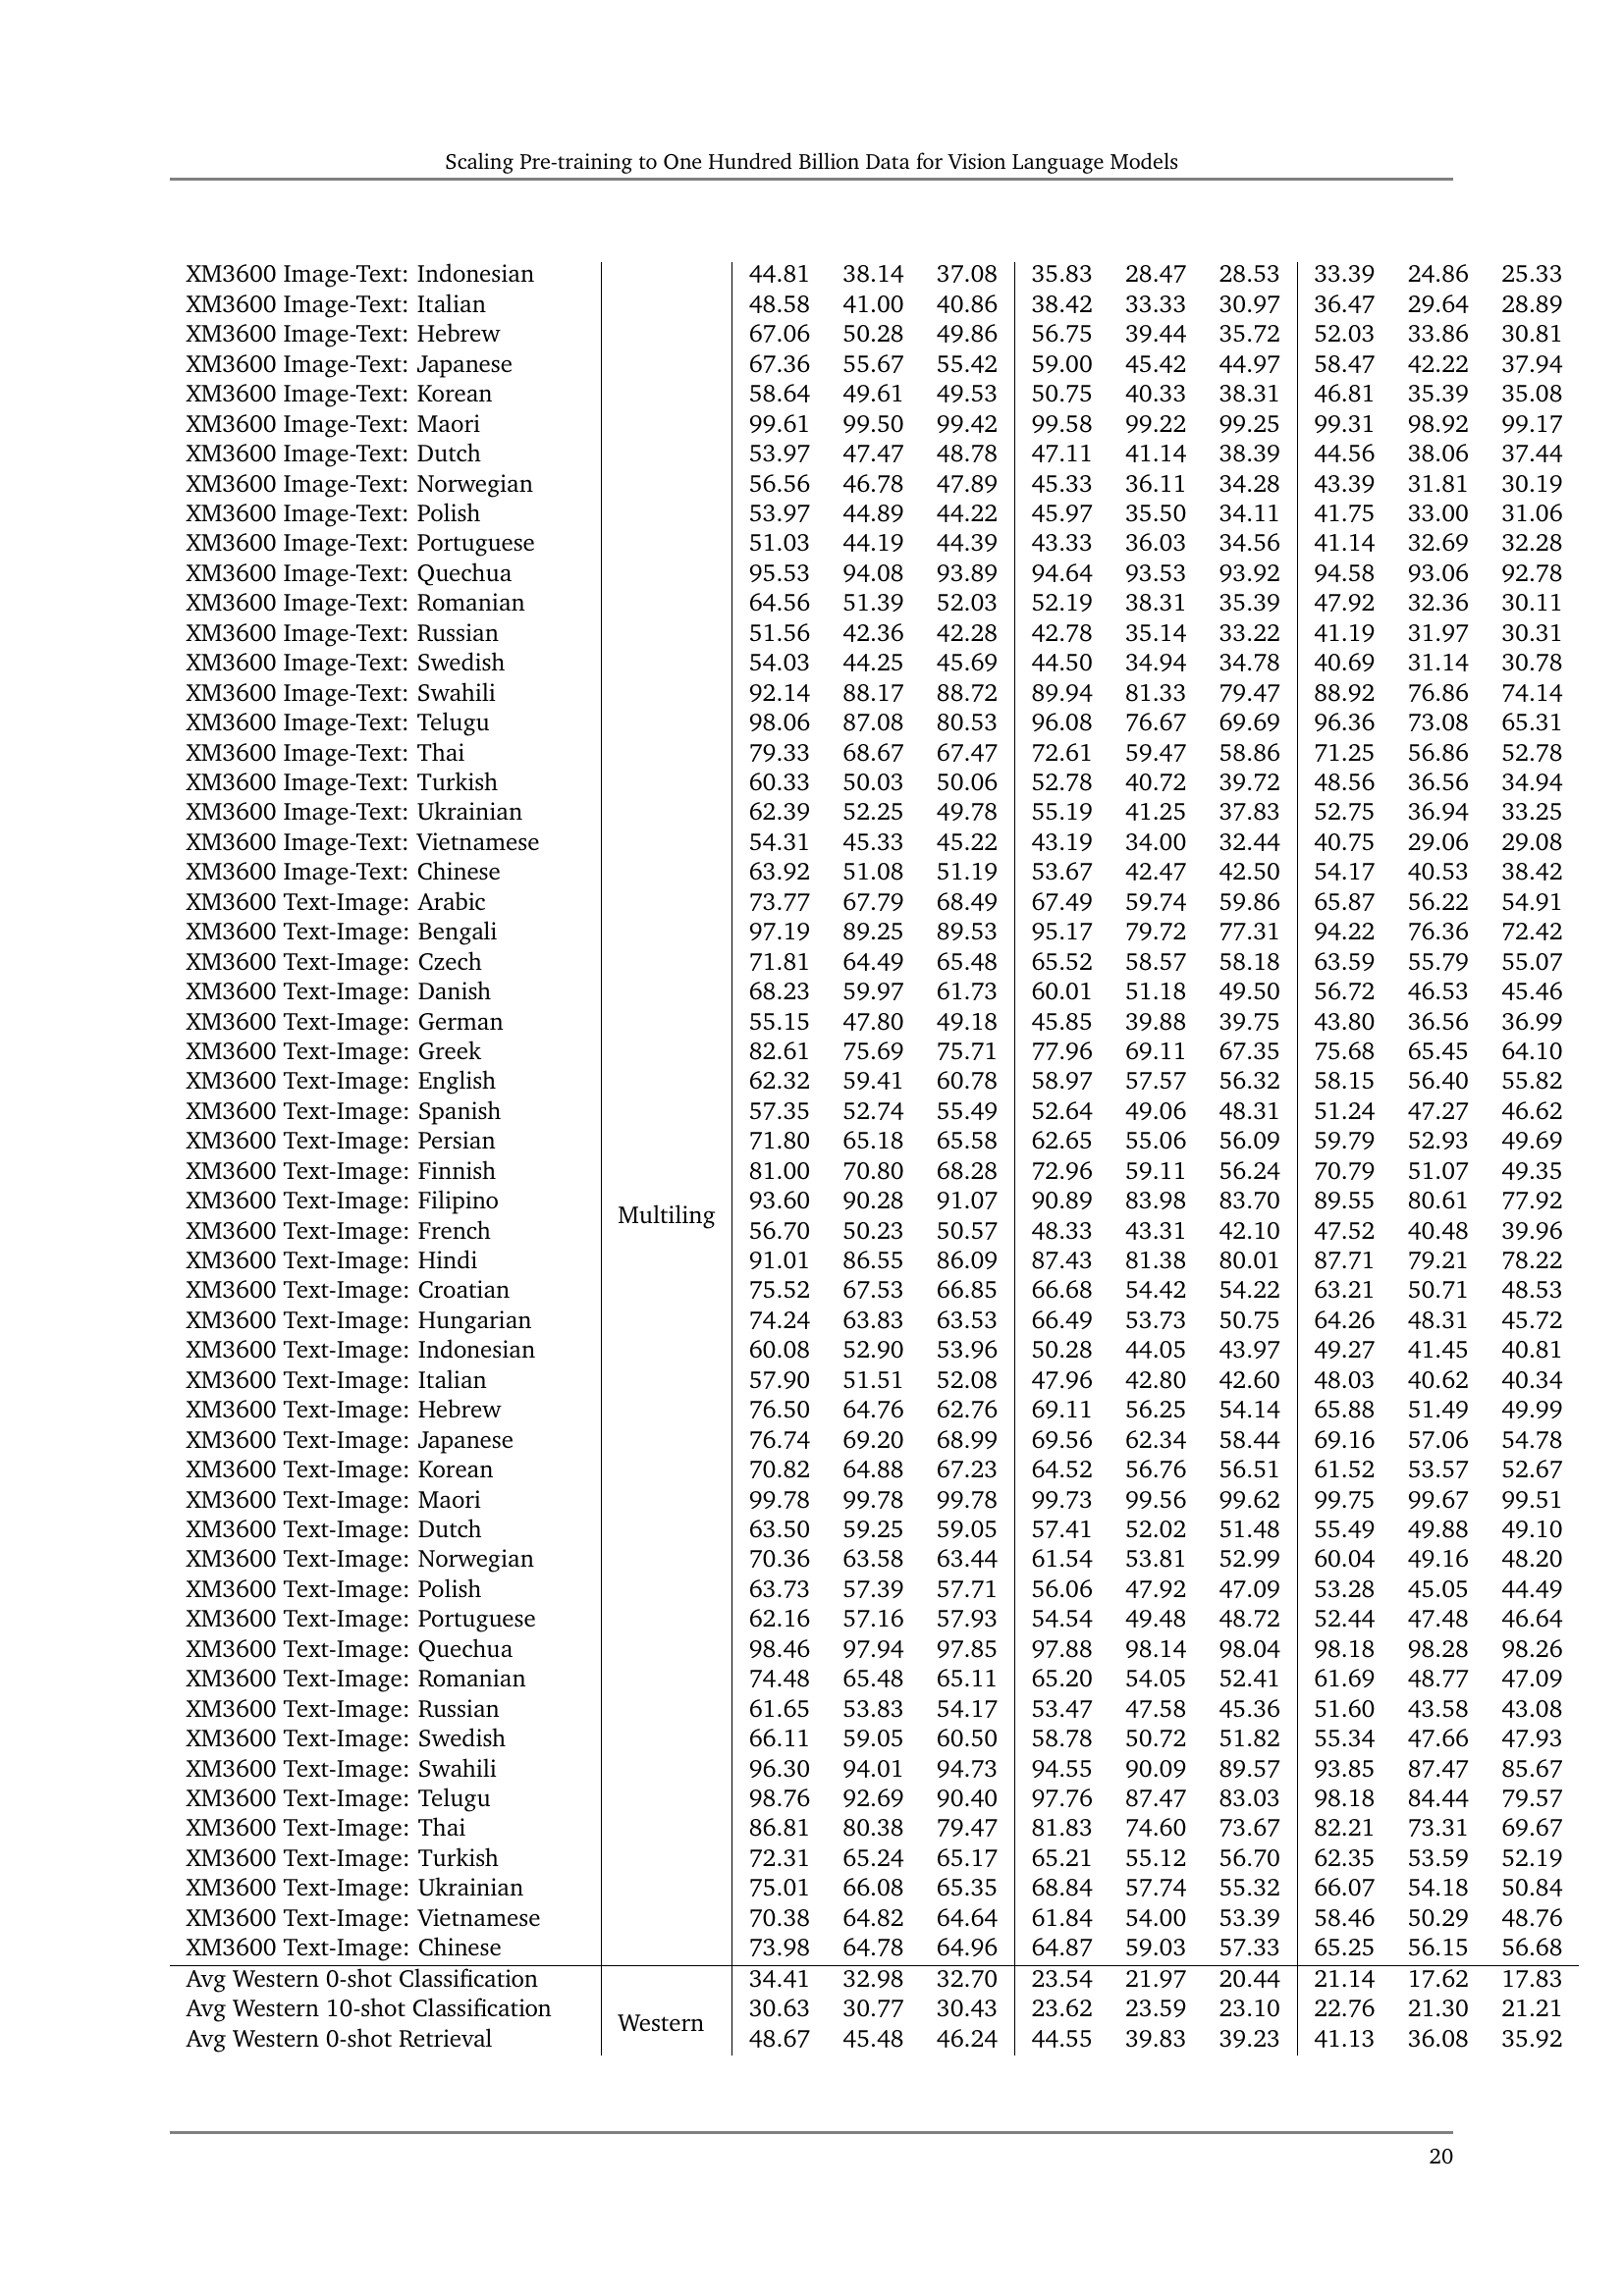 Scaling Pre-training to One Hundred Billion Data for Vision Language Models
XM3600 Image-Text: Indonesian 44.81 38.14 37.08 35.83 28.47 28.53 33.39 24.86 25.33
XM3600 Image-Text: Italian 48.58 41.00 40.86 38.42 33.33 30.97 36.47 29.64 28.89
XM3600 Image-Text: Hebrew 67.06 50.28 49.86 56.75 39.44 35.72 52.03 33.86 30.81
XM3600 Image-Text: Japanese 67.36 55.67 55.42 59.00 45.42 44.97 58.47 42.22 37.94
XM3600 Image-Text: Korean 58.64 49.61 49.53 50.75 40.33 38.31 46.81 35.39 35.08
XM3600 Image-Text: Maori 99.61 99.50 99.42 99.58 99.22 99.25 99.31 98.92 99.17
XM3600 Image-Text: Dutch 53.97 47.47 48.78 47.11 41.14 38.39 44.56 38.06 37.44
XM3600 Image-Text: Norwegian 56.56 46.78 47.89 45.33 36.11 34.28 43.39 31.81 30.19
XM3600 Image-Text: Polish 53.97 44.89 44.22 45.97 35.50 34.11 41.75 33.00 31.06
XM3600 Image-Text: Portuguese 51.03 44.19 44.39 43.33 36.03 34.56 41.14 32.69 32.28
XM3600 Image-Text: Quechua 95.53 94.08 93.89 94.64 93.53 93.92 94.58 93.06 92.78
XM3600 Image-Text: Romanian 64.56 51.39 52.03 52.19 38.31 35.39 47.92 32.36 30.11
XM3600 Image-Text: Russian 51.56 42.36 42.28 42.78 35.14 33.22 41.19 31.97 30.31
XM3600 Image-Text: Swedish 54.03 44.25 45.69 44.50 34.94 34.78 40.69 31.14 30.78
XM3600 Image-Text: Swahili 92.14 88.17 88.72 89.94 81.33 79.47 88.92 76.86 74.14
XM3600 Image-Text: Telugu 98.06 87.08 80.53 96.08 76.67 69.69 96.36 73.08 65.31
XM3600 Image-Text: Thai 79.33 68.67 67.47 72.61 59.47 58.86 71.25 56.86 52.78
XM3600 Image-Text: Turkish 60.33 50.03 50.06 52.78 40.72 39.72 48.56 36.56 34.94
XM3600 Image-Text: Ukrainian 62.39 52.25 49.78 55.19 41.25 37.83 52.75 36.94 33.25
XM3600 Image-Text: Vietnamese 54.31 45.33 45.22 43.19 34.00 32.44 40.75 29.06 29.08
XM3600 Image-Text: Chinese 63.92 51.08 51.19 53.67 42.47 42.50 54.17 40.53 38.42
XM3600 Text-Image: Arabic 73.77 67.79 68.49 67.49 59.74 59.86 65.87 56.22 54.91
XM3600 Text-Image: Bengali 97.19 89.25 89.53 95.17 79.72 77.31 94.22 76.36 72.42
XM3600 Text-Image: Czech 71.81 64.49 65.48 65.52 58.57 58.18 63.59 55.79 55.07
XM3600 Text-Image: Danish 68.23 59.97 61.73 60.01 51.18 49.50 56.72 46.53 45.46
XM3600 Text-Image: German 55.15 47.80 49.18 45.85 39.88 39.75 43.80 36.56 36.99
XM3600 Text-Image: Greek 82.61 75.69 75.71 77.96 69.11 67.35 75.68 65.45 64.10
XM3600 Text-Image: English 62.32 59.41 60.78 58.97 57.57 56.32 58.15 56.40 55.82
XM3600 Text-Image: Spanish 57.35 52.74 55.49 52.64 49.06 48.31 51.24 47.27 46.62
XM3600 Text-Image: Persian 71.80 65.18 65.58 62.65 55.06 56.09 59.79 52.93 49.69
XM3600 Text-Image: Finnish 81.00 70.80 68.28 72.96 59.11 56.24 70.79 51.07 49.35
XM3600 Text-Image: Filipino 93.60 90.28 91.07 90.89 83.98 83.70 89.55 80.61 77.92
Multiling
XM3600 Text-Image: French 56.70 50.23 50.57 48.33 43.31 42.10 47.52 40.48 39.96
XM3600 Text-Image: Hindi 91.01 86.55 86.09 87.43 81.38 80.01 87.71 79.21 78.22
XM3600 Text-Image: Croatian 75.52 67.53 66.85 66.68 54.42 54.22 63.21 50.71 48.53
XM3600 Text-Image: Hungarian 74.24 63.83 63.53 66.49 53.73 50.75 64.26 48.31 45.72
XM3600 Text-Image: Indonesian 60.08 52.90 53.96 50.28 44.05 43.97 49.27 41.45 40.81
XM3600 Text-Image: Italian 57.90 51.51 52.08 47.96 42.80 42.60 48.03 40.62 40.34
XM3600 Text-Image: Hebrew 76.50 64.76 62.76 69.11 56.25 54.14 65.88 51.49 49.99
XM3600 Text-Image: Japanese 76.74 69.20 68.99 69.56 62.34 58.44 69.16 57.06 54.78
XM3600 Text-Image: Korean 70.82 64.88 67.23 64.52 56.76 56.51 61.52 53.57 52.67
XM3600 Text-Image: Maori 99.78 99.78 99.78 99.73 99.56 99.62 99.75 99.67 99.51
XM3600 Text-Image: Dutch 63.50 59.25 59.05 57.41 52.02 51.48 55.49 49.88 49.10
XM3600 Text-Image: Norwegian 70.36 63.58 63.44 61.54 53.81 52.99 60.04 49.16 48.20
XM3600 Text-Image: Polish 63.73 57.39 57.71 56.06 47.92 47.09 53.28 45.05 44.49
XM3600 Text-Image: Portuguese 62.16 57.16 57.93 54.54 49.48 48.72 52.44 47.48 46.64
XM3600 Text-Image: Quechua 98.46 97.94 97.85 97.88 98.14 98.04 98.18 98.28 98.26
XM3600 Text-Image: Romanian 74.48 65.48 65.11 65.20 54.05 52.41 61.69 48.77 47.09
XM3600 Text-Image: Russian 61.65 53.83 54.17 53.47 47.58 45.36 51.60 43.58 43.08
XM3600 Text-Image: Swedish 66.11 59.05 60.50 58.78 50.72 51.82 55.34 47.66 47.93
XM3600 Text-Image: Swahili 96.30 94.01 94.73 94.55 90.09 89.57 93.85 87.47 85.67
XM3600 Text-Image: Telugu 98.76 92.69 90.40 97.76 87.47 83.03 98.18 84.44 79.57
XM3600 Text-Image: Thai 86.81 80.38 79.47 81.83 74.60 73.67 82.21 73.31 69.67
XM3600 Text-Image: Turkish 72.31 65.24 65.17 65.21 55.12 56.70 62.35 53.59 52.19
XM3600 Text-Image: Ukrainian 75.01 66.08 65.35 68.84 57.74 55.32 66.07 54.18 50.84
XM3600 Text-Image: Vietnamese 70.38 64.82 64.64 61.84 54.00 53.39 58.46 50.29 48.76
XM3600 Text-Image: Chinese 73.98 64.78 64.96 64.87 59.03 57.33 65.25 56.15 56.68
Avg Western 0-shot Classification 34.41 32.98 32.70 23.54 21.97 20.44 21.14 17.62 17.83
Avg Western 10-shot Classification 30.63 30.77 30.43 23.62 23.59 23.10 22.76 21.30 21.21
Western
Avg Western 0-shot Retrieval 48.67 45.48 46.24 44.55 39.83 39.23 41.13 36.08 35.92
20